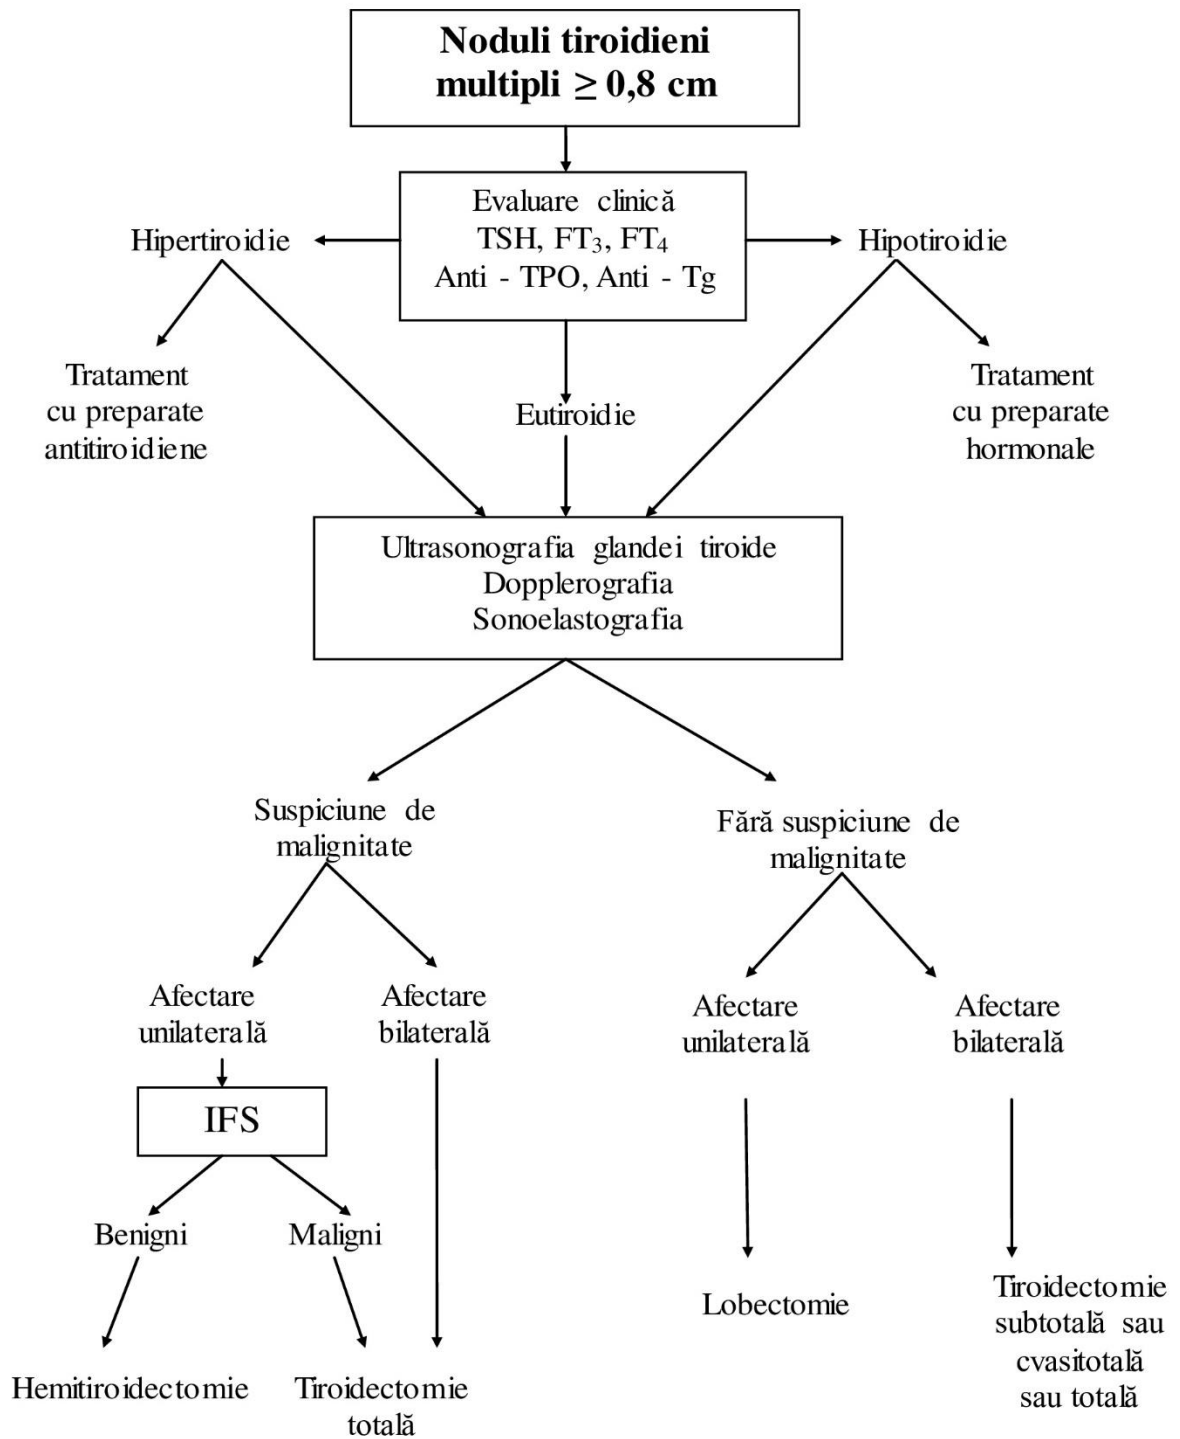 Noduli tiroidieni
multipli ≥ 0,8 cm
Evaluare clinică
TSH, FT₃, FT₄
Anti - TPO, Anti - Tg
Hipertiroidie
Hipotiroidie
Tratament
cu preparate
antitiroidiene
Eutiroidie
Tratament
cu preparate
hormonale
Ultrasonografia glandei tiroide
Dopplerografia
Sonoelastografia
Suspiciune de
malignitate
Fără suspiciune de
malignitate
Afectare
unilaterală
Afectare
bilaterală
Afectare
unilaterală
Afectare
bilaterală
IFS
Benigni
Maligni
Hemitiroidectomie
Tiroidectomie
totală
Lobectomie
Tiroidectomie
subtotală sau
cvasitotală
sau totală